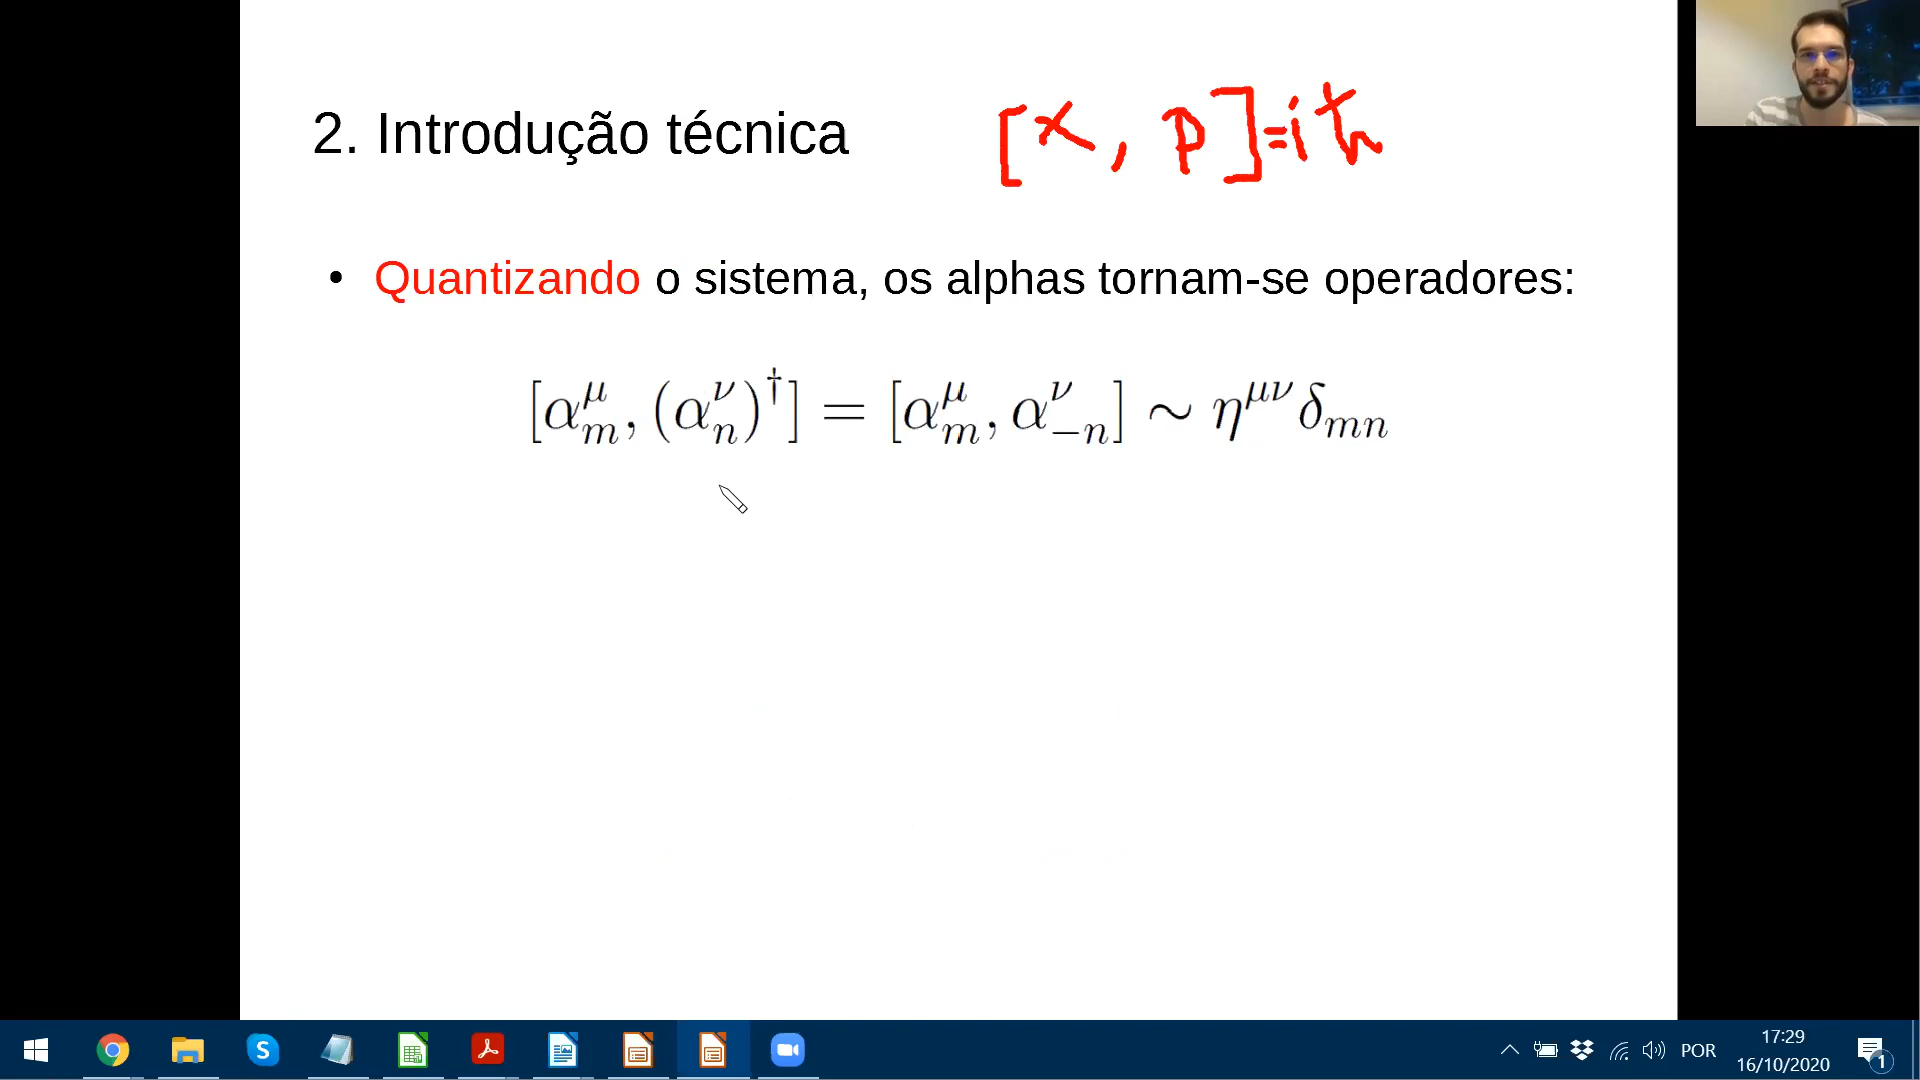 2. Introdução técnica
[x, p]=iħ
• Quantizando o sistema, os alphas tornam-se operadores:
[α^μ_m, (α^ν_n)^†] = [α^μ_m, α^ν_{-n}] ∼ η^{μν} δ_{mn}
POR
17:29
16/10/2020
1